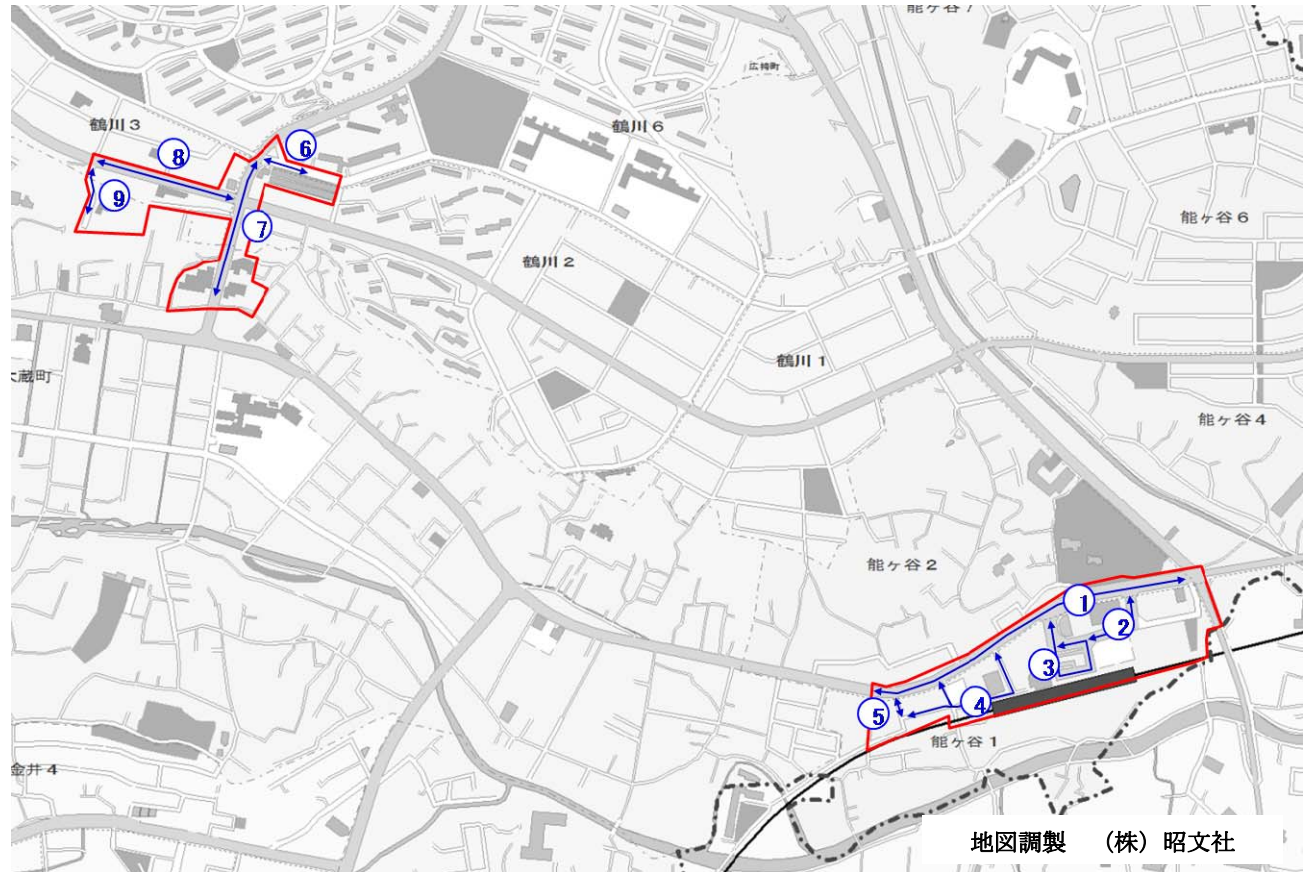 能ヶ谷7
広袴町
鶴川3
鶴川6
⑥
⑧
⑨
能ヶ谷6
⑦
鶴川2
鶴川1
蔵町
能ヶ谷4
能ヶ谷2
①
②
③
④
⑤
能ヶ谷1
金井4
地図調製 (株) 昭文社